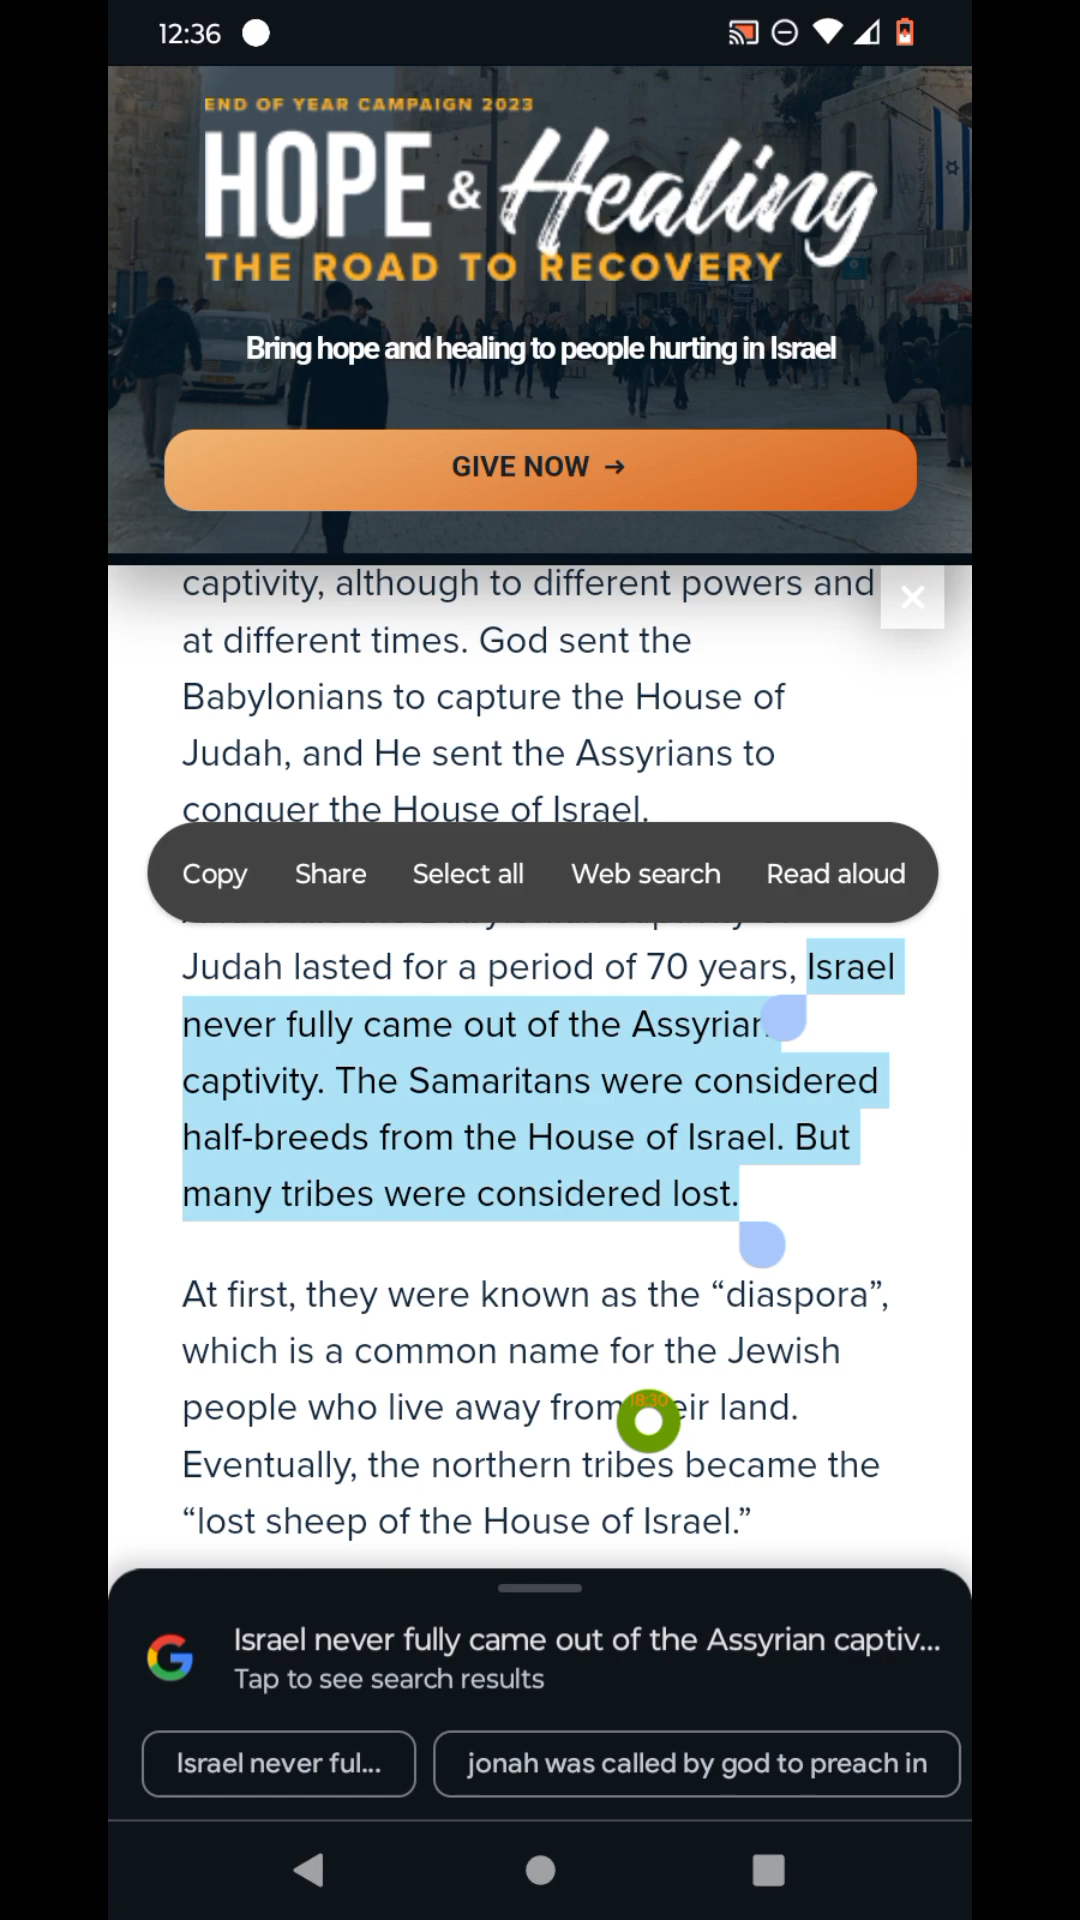 12:36
END OF YEAR CAMPAIGN 2023
HOPE & Healing
THE ROAD TO RECOVERY
Bring hope and healing to people hurting in Israel
GIVE NOW →
captivity, although to different powers and
at different times. God sent the
Babylonians to capture the House of
Judah, and He sent the Assyrians to
conquer the House of Israel.
Copy Share Select all Web search Read aloud
Judah lasted for a period of 70 years, Israel
never fully came out of the Assyrian
captivity. The Samaritans were considered
half-breeds from the House of Israel. But
many tribes were considered lost.
At first, they were known as the “diaspora”,
which is a common name for the Jewish
people who live away from eir land.
18:30
Eventually, the northern tribes became the
“lost sheep of the House of Israel.”
Israel never fully came out of the Assyrian captiv...
Tap to see search results
Israel never ful... jonah was called by god to preach in